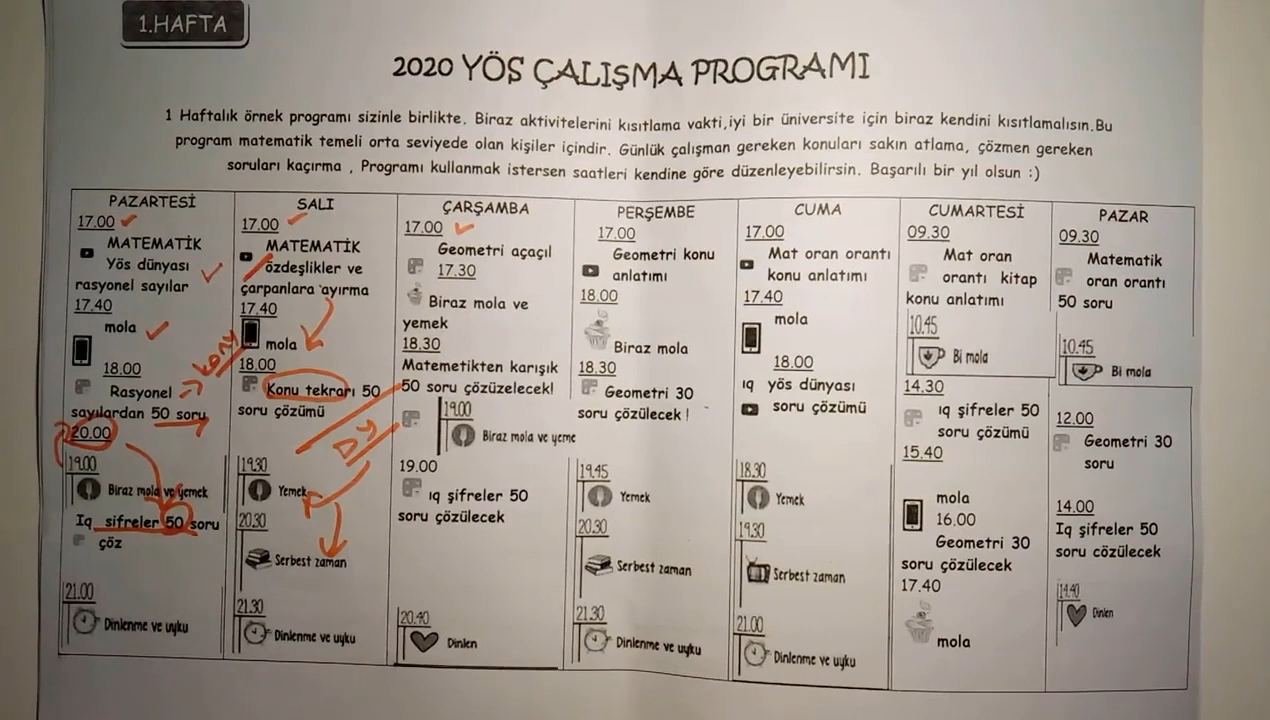 1.HAFTA
2020 YÖS ÇALIŞMA PROGRAMI
1 Haftalık örnek programı sizinle birlikte. Biraz aktivitelerini kısıtlama vakti,iyi bir üniversite için biraz kendini kısıtlamalısın.Bu
program matematik temeli orta seviyede olan kişiler içindir. Günlük çalışman gereken konuları sakın atlama, çözmen gereken
soruları kaçırma , Programı kullanmak istersen saatleri kendine göre düzenleyebilirsin. Başarılı bir yıl olsun :)
PAZARTESİ
17.00
MATEMATİK
Yös dünyası
rasyonel sayılar
17.40
mola
18.00
Rasyonel
sayılardan 50 soru
20.00
19.00
Biraz mola ve yemek
Iq sifreler 50 soru
çöz
21.00
Dinlenme ve uyku
SALI
17.00
MATEMATİK
özdeşlikler ve
çarpanlara ayırma
17.40
mola
18.00
Konu tekrarı 50
soru çözümü
19.30
Yemek
20.30
Serbest zaman
21.30
Dinlenme ve uyku
ÇARŞAMBA
17.00
Geometri açaçıl
17.30
Biraz mola ve
yemek
18.30
Matemetikten karışık
50 soru çözüzelecek!
19.00
Biraz mola ve yeme
19.00
ıq şifreler 50
soru çözülecek
20.40
Dinlen
PERŞEMBE
17.00
Geometri konu
anlatımı
18.00
Biraz mola
18.30
Geometri 30
soru çözülecek !
19.45
Yemek
20.30
Serbest zaman
21.30
Dinlenme ve uyku
CUMA
17.00
Mat oran orantı
konu anlatımı
17.40
mola
18.00
ıq yös dünyası
soru çözümü
18.30
Yemek
19.30
Serbest zaman
21.00
Dinlenme ve uyku
CUMARTESİ
09.30
Mat oran
orantı kitap
konu anlatımı
10.45
Bi mola
14.30
ıq şifreler 50
soru çözümü
15.40
mola
16.00
Geometri 30
soru çözülecek
17.40
mola
PAZAR
09.30
Matematik
oran orantı
50 soru
10.45
Bi mola
12.00
Geometri 30
soru
14.00
Iq şifreler 50
soru cözülecek
14.40
Dinlen